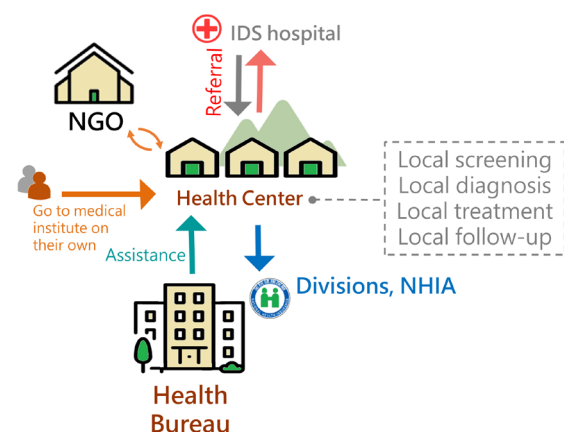 IDS hospital
Referral
NGO
Health Center
Go to medical
institute on
their own
Assistance
Local screening
Local diagnosis
Local treatment
Local follow-up
Divisions, NHIA
Health
Bureau